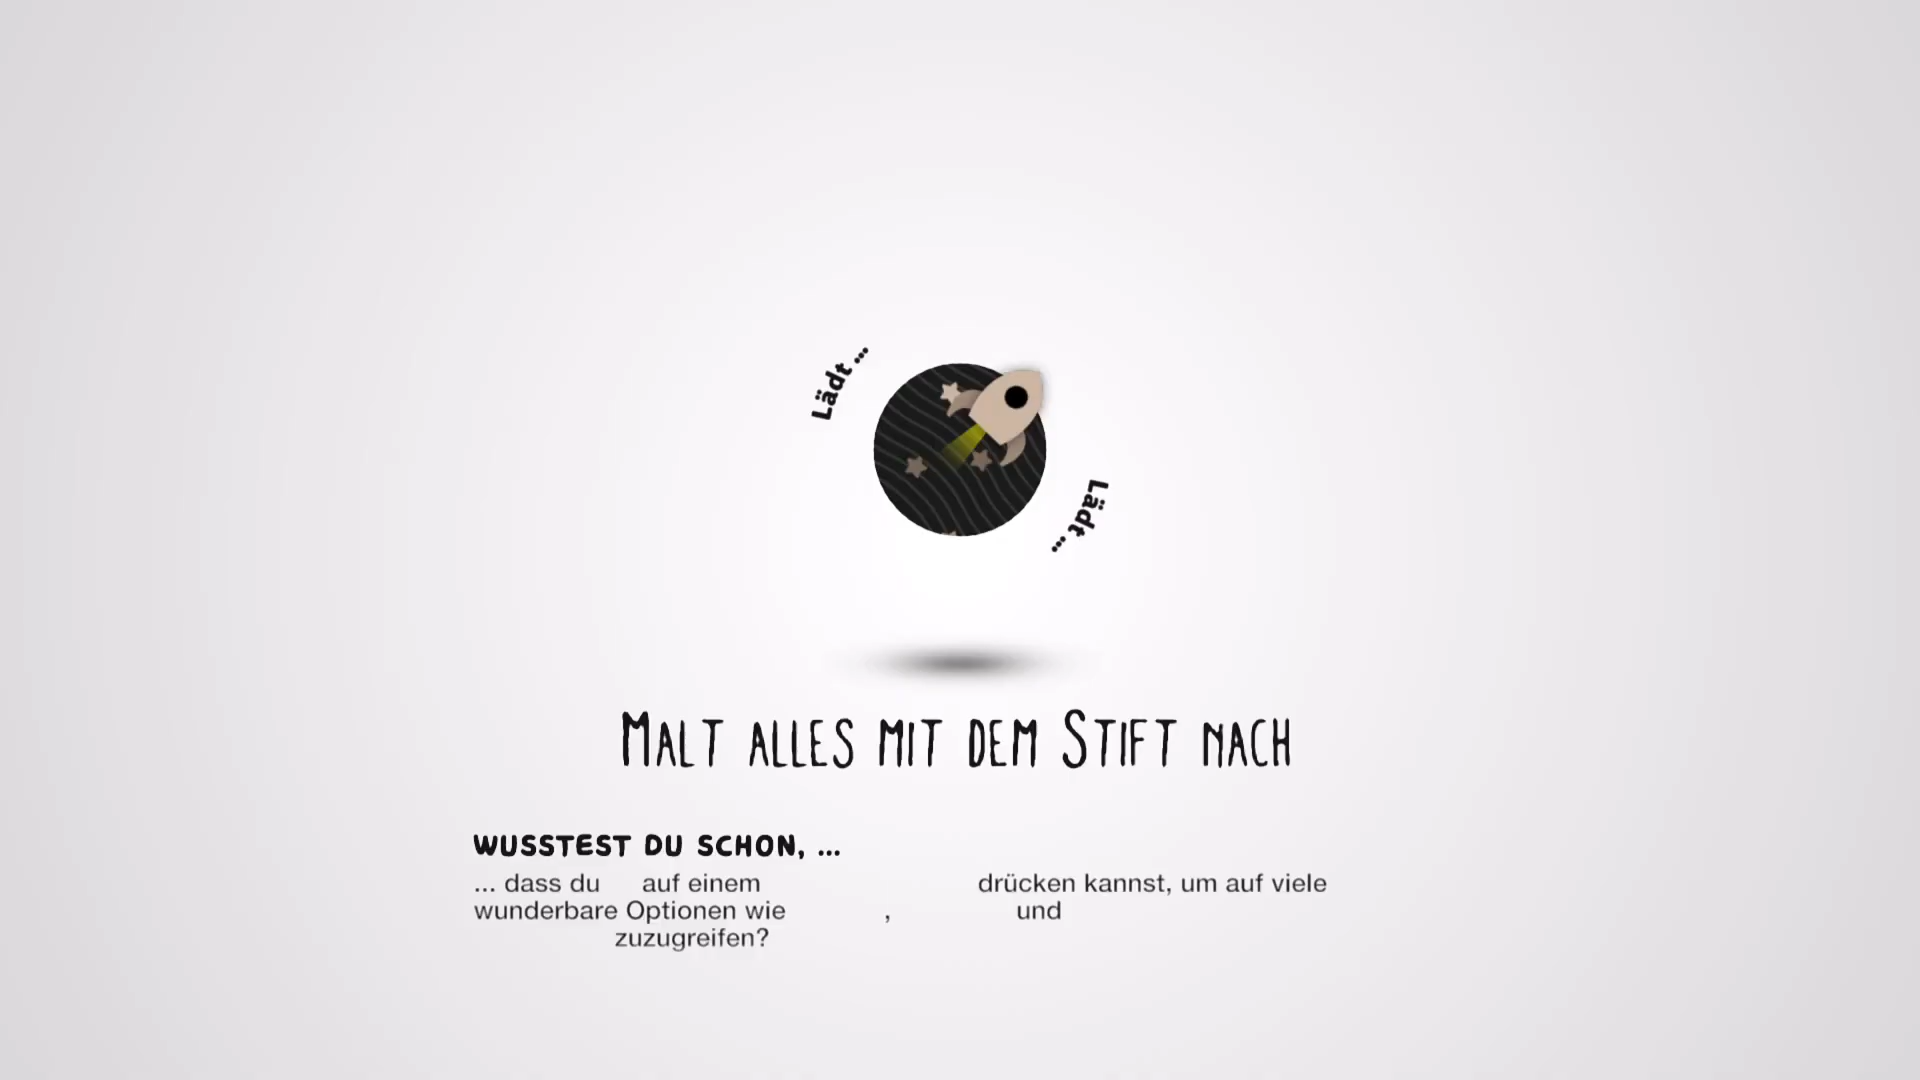 Lädt ...
Lädt ...
Malt alles mit dem Stift nach
WUSSTEST DU SCHON, ...
... dass du auf einem drücken kannst, um auf viele
wunderbare Optionen wie , und
zuzugreifen?